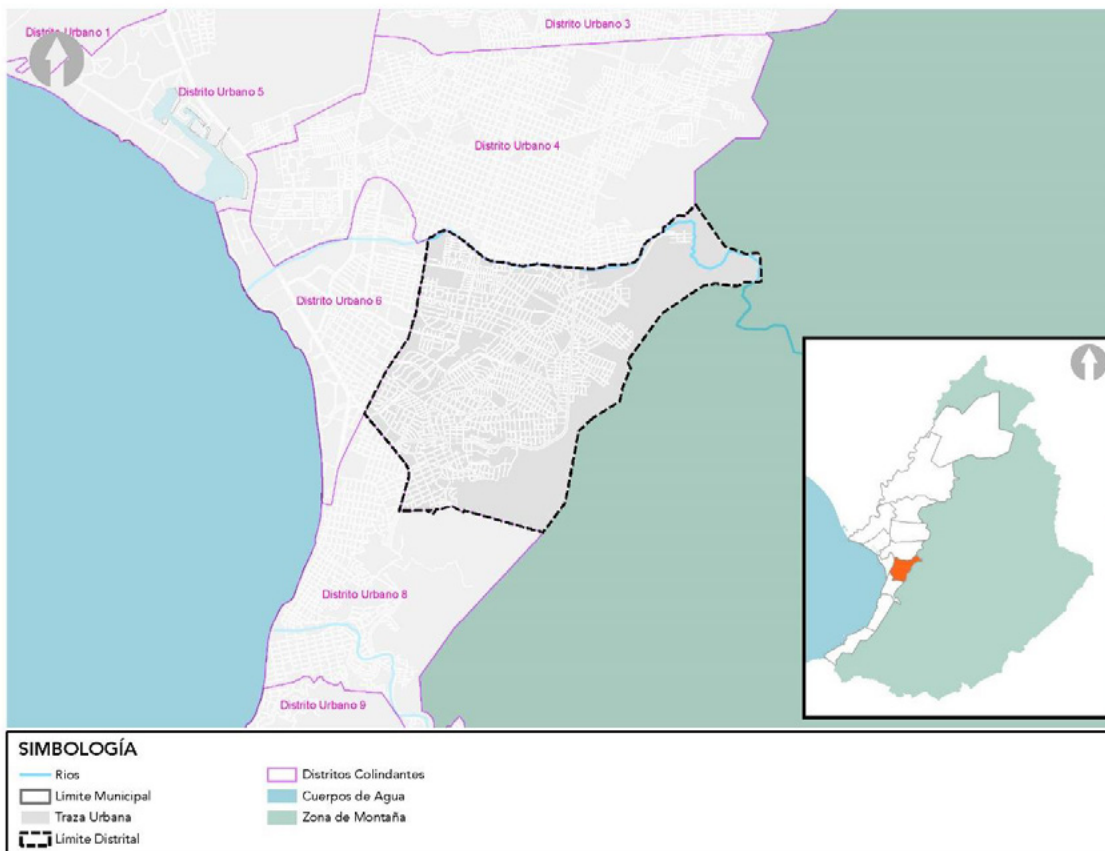 Distrito Urbano 1
Distrito Urbano 3
Distrito Urbano 5
Distrito Urbano 4
Distrito Urbano 6
Distrito Urbano 8
Distrito Urbano 9
SIMBOLOGÍA
Rios
Límite Municipal
Traza Urbana
Límite Distrital
Distritos Colindantes
Cuerpos de Agua
Zona de Montaña